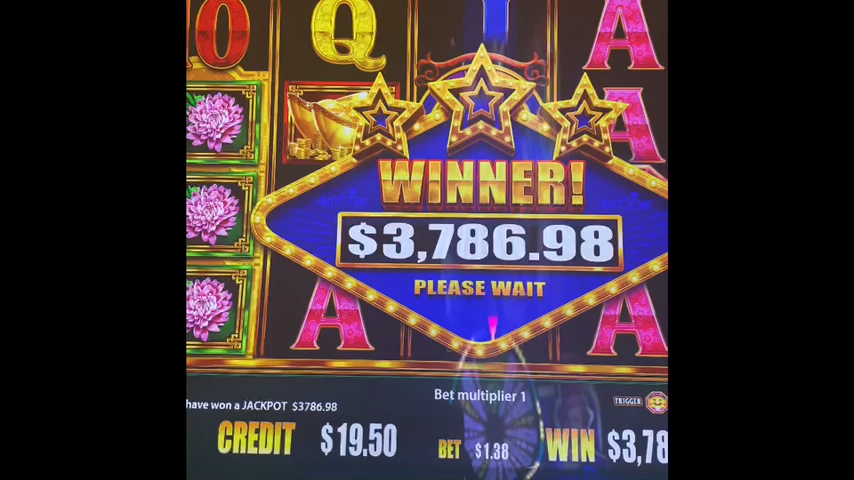 Q
A
A
WINNER!
$3,786.98
PLEASE WAIT
A
A
have won a JACKPOT $3786.98
Bet multiplier 1
TRIGGER
CREDIT $19.50 BET $1.38 WIN $3,78